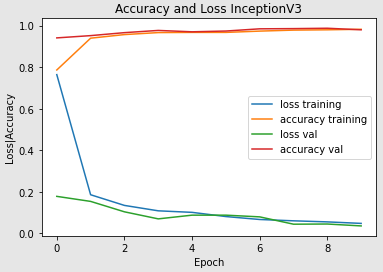 Accuracy and Loss InceptionV3
1.0
0.8
0.6
0.4
0.2
0.0
Loss|Accuracy
loss training
accuracy training
loss val
accuracy val
0
2
4
6
8
Epoch